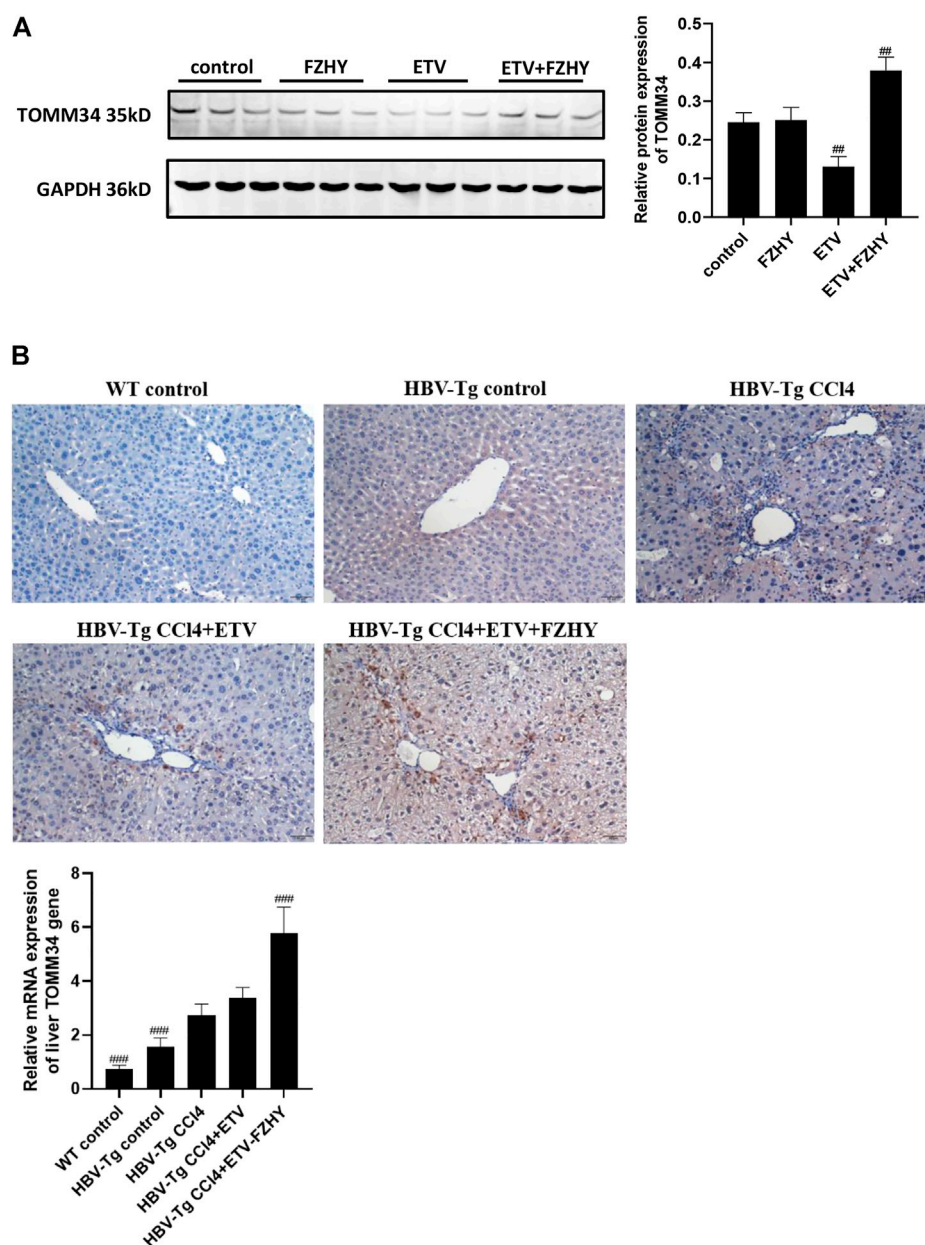 A
control FZHY ETV ETV+FZHY
TOMM34 35kD
GAPDH 36kD
Relative protein expression
of TOMM34
0.5
0.4
0.3
0.2
0.1
0.0
##
##
control
FZHY
ETV
ETV+FZHY
B
WT control
HBV-Tg control
HBV-Tg CCl4
HBV-Tg CCl4+ETV
HBV-Tg CCl4+ETV+FZHY
Relative mRNA expression
of liver TOMM34 gene
8
6
4
2
0
###
###
###
WT control
HBV-Tg control
HBV-Tg CCl4
HBV-Tg CCl4+ETV
HBV-Tg CCl4+ETV-FZHY